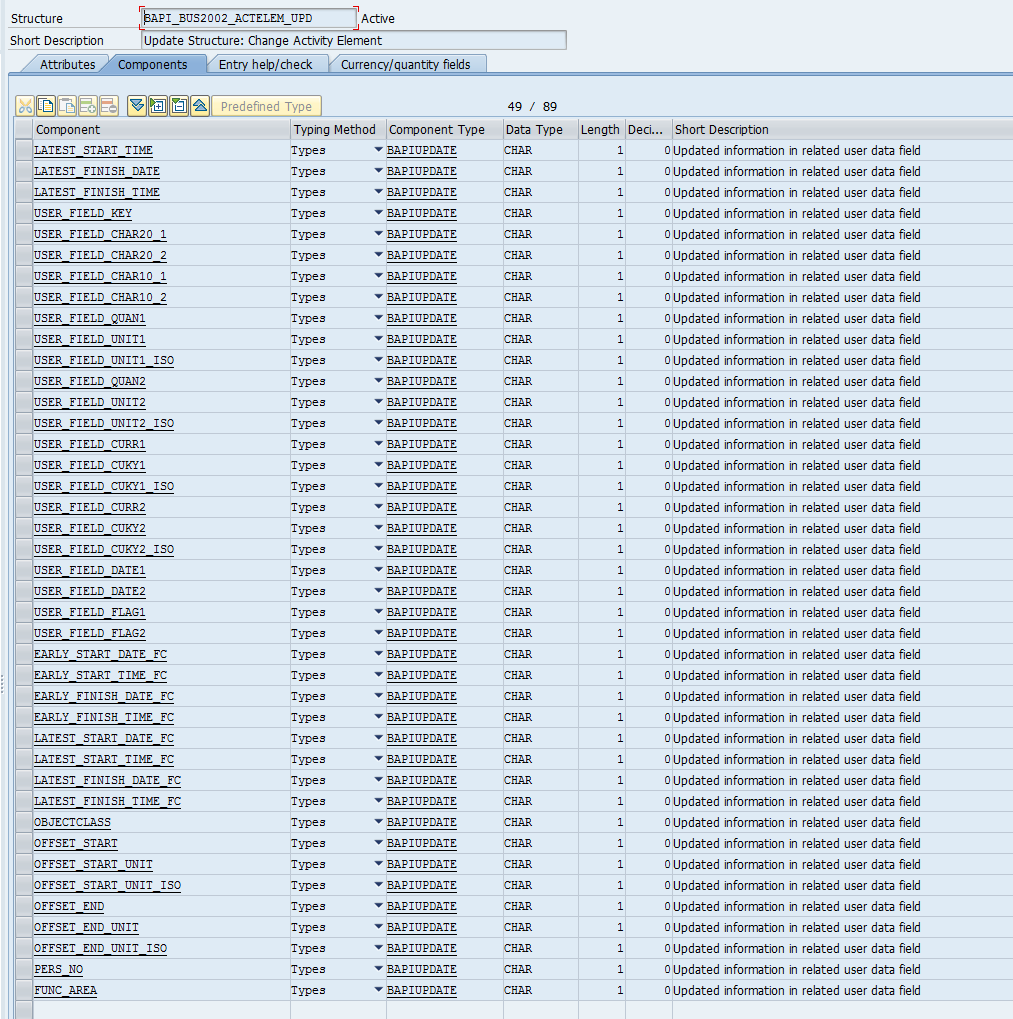 Structure BAPI_BUS2002_ACTELEM_UPD Active
Short Description Update Structure: Change Activity Element
Attributes Components Entry help/check Currency/quantity fields
Predefined Type 49 / 89
Component Typing Method Component Type Data Type Length Deci... Short Description
LATEST_START_TIME Types BAPIUPDATE CHAR 1 0 Updated information in related user data field
LATEST_FINISH_DATE Types BAPIUPDATE CHAR 1 0 Updated information in related user data field
LATEST_FINISH_TIME Types BAPIUPDATE CHAR 1 0 Updated information in related user data field
USER_FIELD_KEY Types BAPIUPDATE CHAR 1 0 Updated information in related user data field
USER_FIELD_CHAR20_1 Types BAPIUPDATE CHAR 1 0 Updated information in related user data field
USER_FIELD_CHAR20_2 Types BAPIUPDATE CHAR 1 0 Updated information in related user data field
USER_FIELD_CHAR10_1 Types BAPIUPDATE CHAR 1 0 Updated information in related user data field
USER_FIELD_CHAR10_2 Types BAPIUPDATE CHAR 1 0 Updated information in related user data field
USER_FIELD_QUAN1 Types BAPIUPDATE CHAR 1 0 Updated information in related user data field
USER_FIELD_UNIT1 Types BAPIUPDATE CHAR 1 0 Updated information in related user data field
USER_FIELD_UNIT1_ISO Types BAPIUPDATE CHAR 1 0 Updated information in related user data field
USER_FIELD_QUAN2 Types BAPIUPDATE CHAR 1 0 Updated information in related user data field
USER_FIELD_UNIT2 Types BAPIUPDATE CHAR 1 0 Updated information in related user data field
USER_FIELD_UNIT2_ISO Types BAPIUPDATE CHAR 1 0 Updated information in related user data field
USER_FIELD_CURR1 Types BAPIUPDATE CHAR 1 0 Updated information in related user data field
USER_FIELD_CUKY1 Types BAPIUPDATE CHAR 1 0 Updated information in related user data field
USER_FIELD_CUKY1_ISO Types BAPIUPDATE CHAR 1 0 Updated information in related user data field
USER_FIELD_CURR2 Types BAPIUPDATE CHAR 1 0 Updated information in related user data field
USER_FIELD_CUKY2 Types BAPIUPDATE CHAR 1 0 Updated information in related user data field
USER_FIELD_CUKY2_ISO Types BAPIUPDATE CHAR 1 0 Updated information in related user data field
USER_FIELD_DATE1 Types BAPIUPDATE CHAR 1 0 Updated information in related user data field
USER_FIELD_DATE2 Types BAPIUPDATE CHAR 1 0 Updated information in related user data field
USER_FIELD_FLAG1 Types BAPIUPDATE CHAR 1 0 Updated information in related user data field
USER_FIELD_FLAG2 Types BAPIUPDATE CHAR 1 0 Updated information in related user data field
EARLY_START_DATE_FC Types BAPIUPDATE CHAR 1 0 Updated information in related user data field
EARLY_START_TIME_FC Types BAPIUPDATE CHAR 1 0 Updated information in related user data field
EARLY_FINISH_DATE_FC Types BAPIUPDATE CHAR 1 0 Updated information in related user data field
EARLY_FINISH_TIME_FC Types BAPIUPDATE CHAR 1 0 Updated information in related user data field
LATEST_START_DATE_FC Types BAPIUPDATE CHAR 1 0 Updated information in related user data field
LATEST_START_TIME_FC Types BAPIUPDATE CHAR 1 0 Updated information in related user data field
LATEST_FINISH_DATE_FC Types BAPIUPDATE CHAR 1 0 Updated information in related user data field
LATEST_FINISH_TIME_FC Types BAPIUPDATE CHAR 1 0 Updated information in related user data field
OBJECTCLASS Types BAPIUPDATE CHAR 1 0 Updated information in related user data field
OFFSET_START Types BAPIUPDATE CHAR 1 0 Updated information in related user data field
OFFSET_START_UNIT Types BAPIUPDATE CHAR 1 0 Updated information in related user data field
OFFSET_START_UNIT_ISO Types BAPIUPDATE CHAR 1 0 Updated information in related user data field
OFFSET_END Types BAPIUPDATE CHAR 1 0 Updated information in related user data field
OFFSET_END_UNIT Types BAPIUPDATE CHAR 1 0 Updated information in related user data field
OFFSET_END_UNIT_ISO Types BAPIUPDATE CHAR 1 0 Updated information in related user data field
PERS_NO Types BAPIUPDATE CHAR 1 0 Updated information in related user data field
FUNC_AREA Types BAPIUPDATE CHAR 1 0 Updated information in related user data field